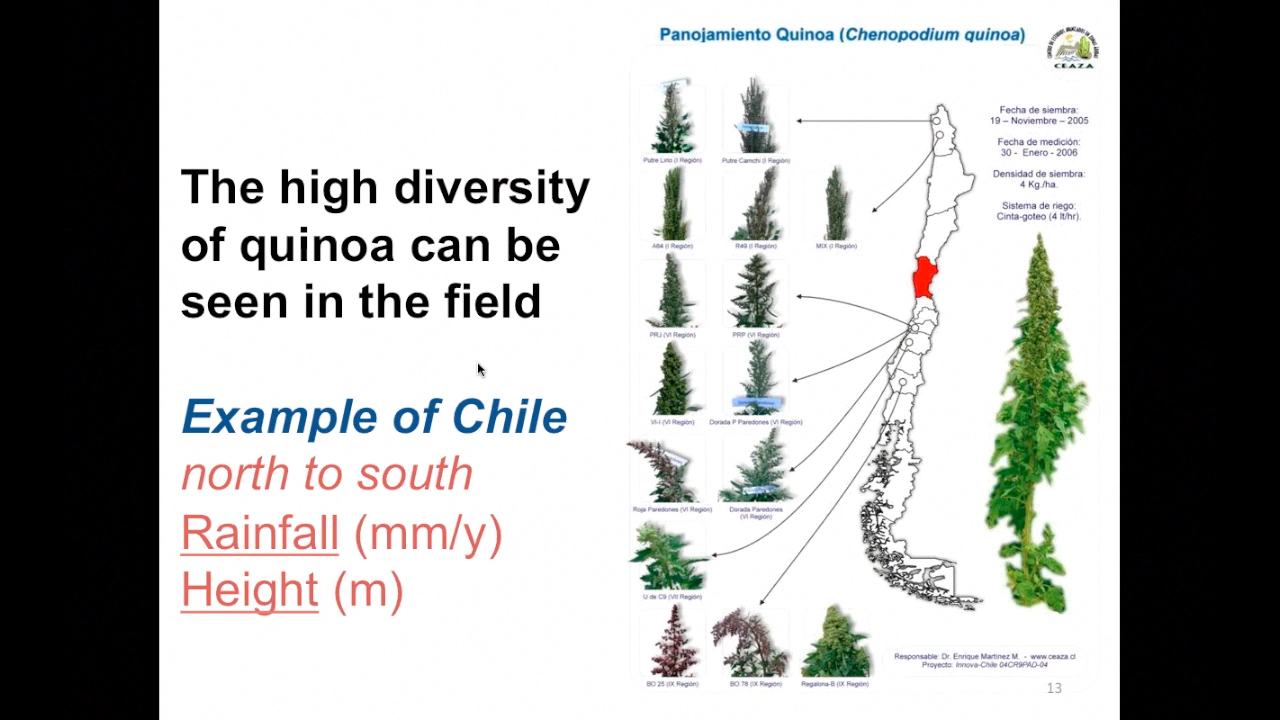 The high diversity
of quinoa can be
seen in the field
Example of Chile
north to south
Rainfall (mm/y)
Height (m)
Panojamiento Quinoa (Chenopodium quinoa)
CEAZA
Fecha de siembra:
19 – Noviembre – 2005
Fecha de medición:
30 - Enero - 2006
Densidad de siembra:
4 Kg./ha.
Sistema de riego:
Cinta-goteo (4 lt/hr).
Putre Lirio (I Región)
Putre Camchi (I Región)
A64 (I Región)
R49 (I Región)
MIX (I Región)
PRJ (VI Región)
PRP (VI Región)
VI-I (VI Región)
Dorada P Paredones (VI Región)
Roja Paredones (VI Región)
Dorada Paredones
(VI Región)
U de C9 (VII Región)
BO 25 (IX Región)
BO 78 (IX Región)
Regalona-B (IX Región)
Responsable: Dr. Enrique Martinez M. - www.ceaza.cl
Proyecto: Innova-Chile 04CR9PAD-04
13